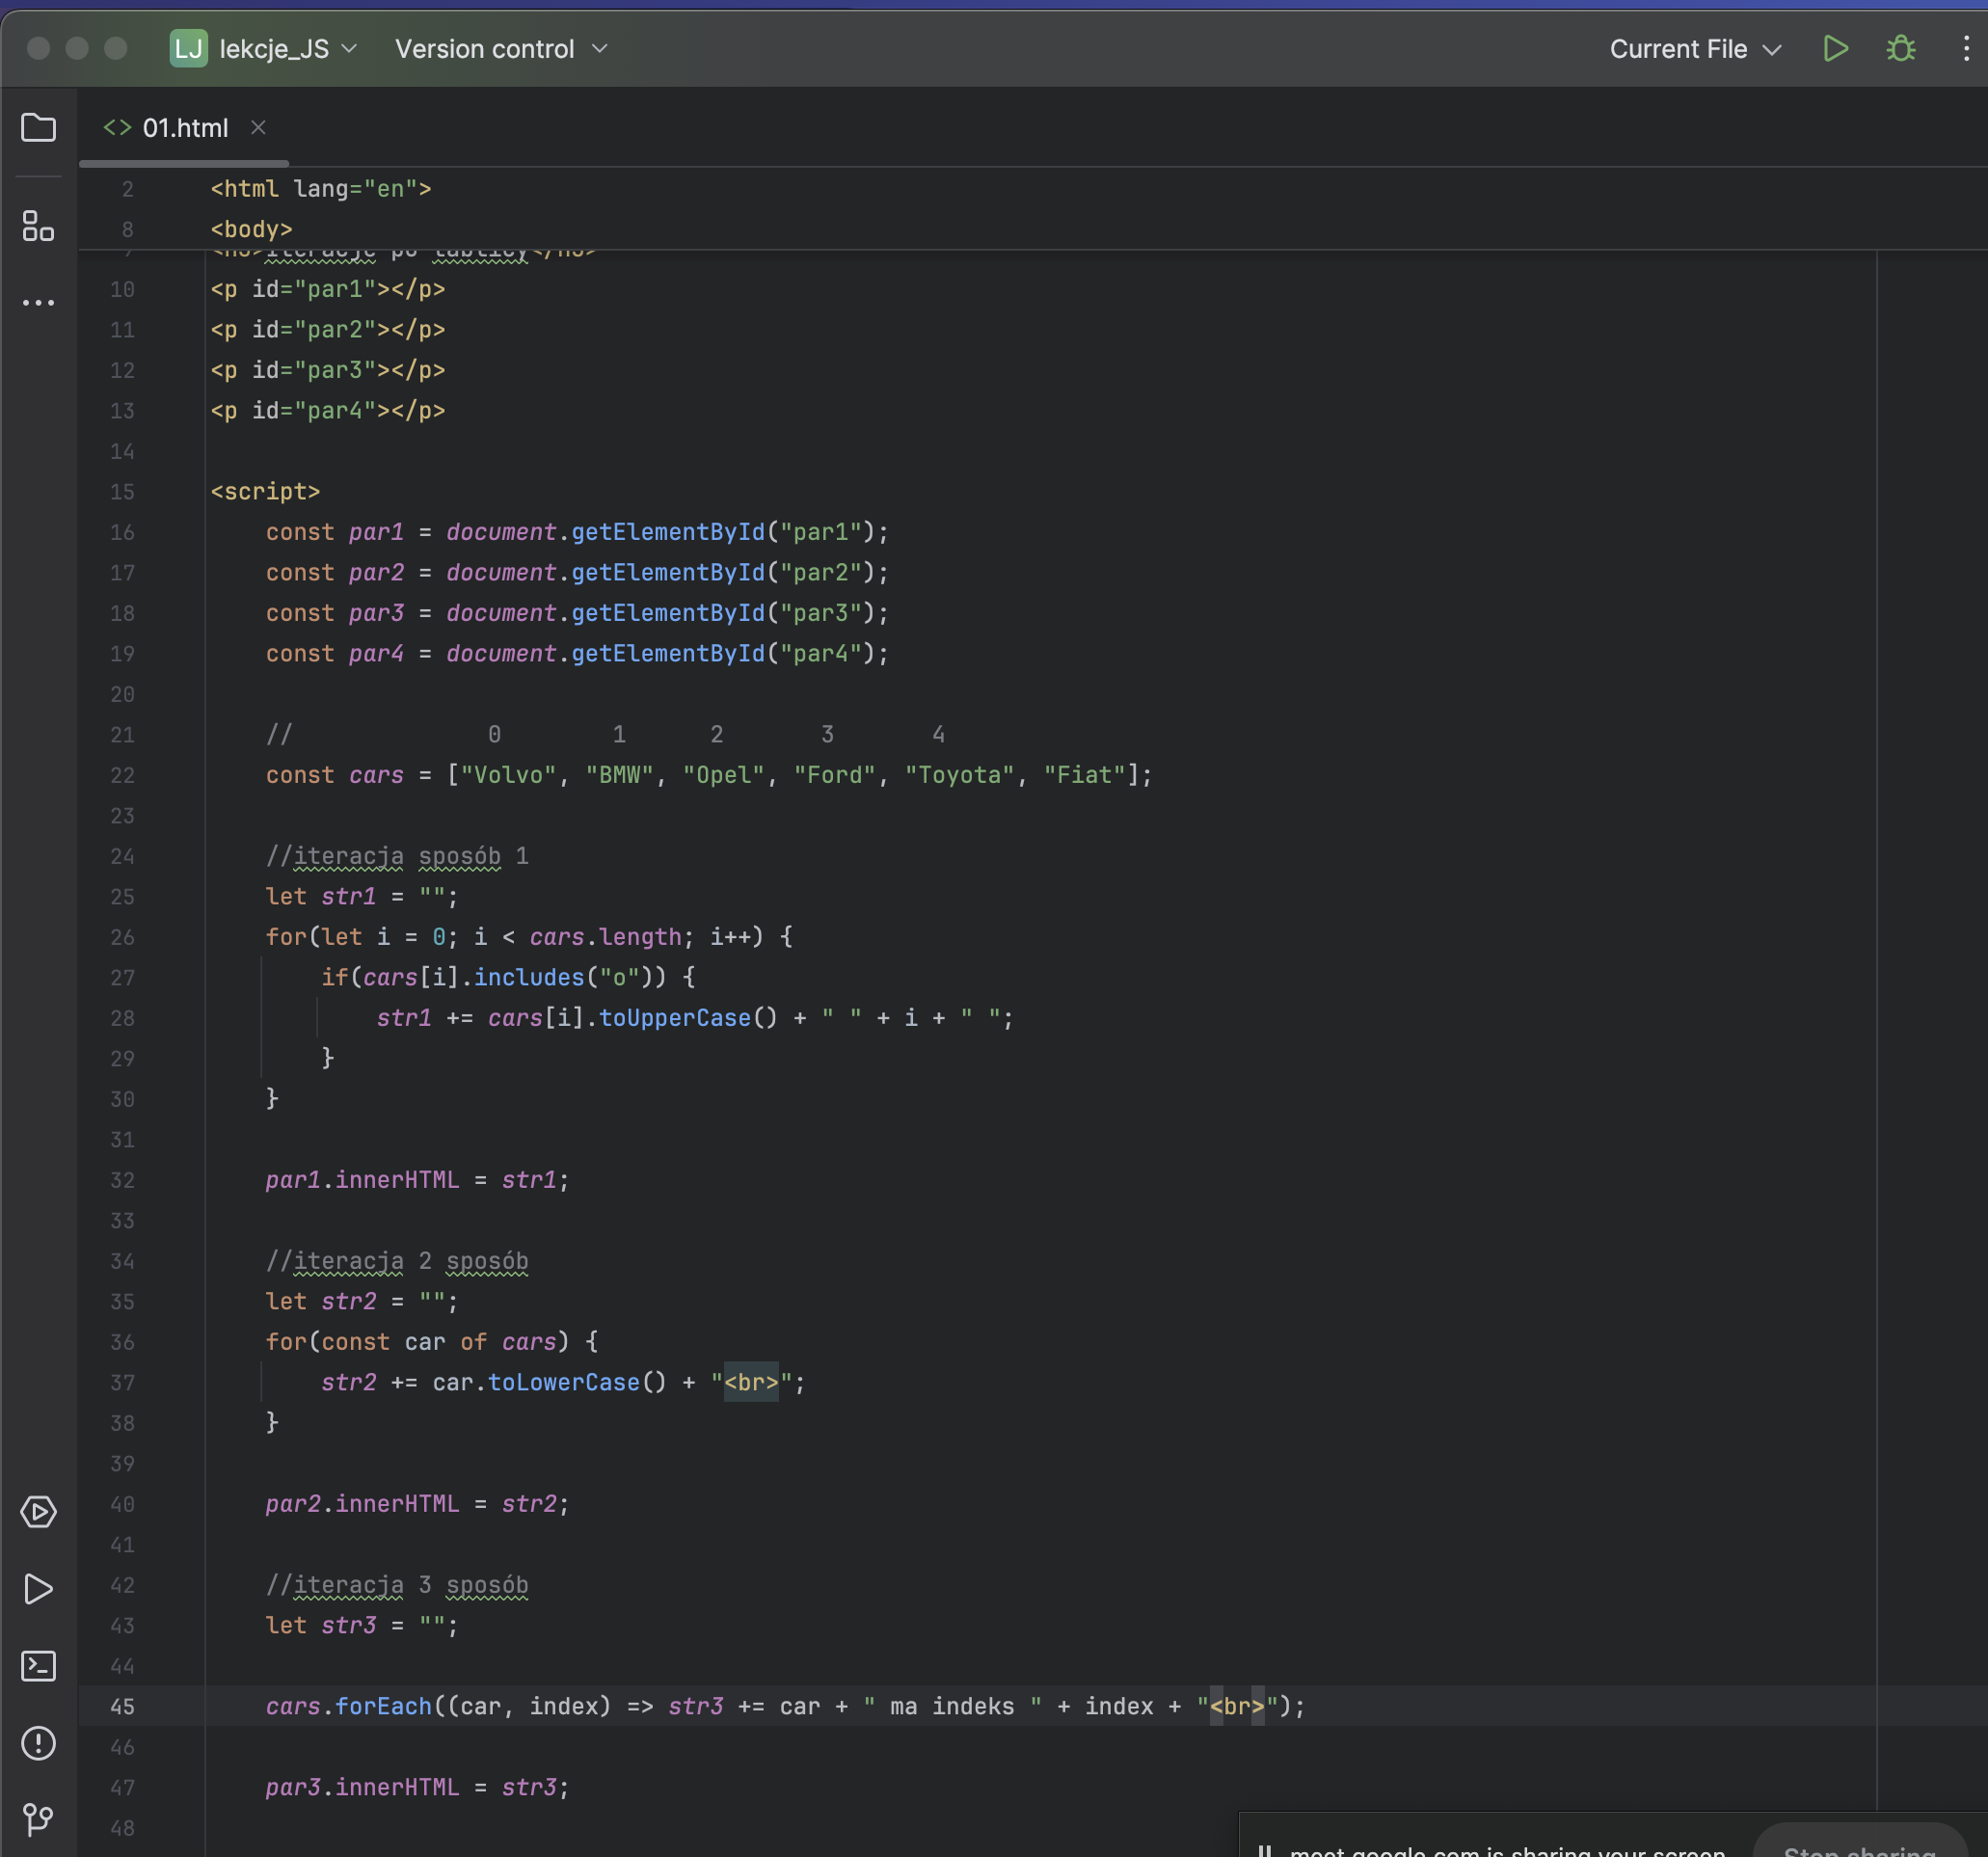 LJ lekcje_JS Version control Current File
<> 01.html ×
2 <html lang="en">
8 <body>
<h3>iteracje po tablicy</h3>
10 <p id="par1"></p>
11 <p id="par2"></p>
12 <p id="par3"></p>
13 <p id="par4"></p>
14
15 <script>
16 const par1 = document.getElementById("par1");
17 const par2 = document.getElementById("par2");
18 const par3 = document.getElementById("par3");
19 const par4 = document.getElementById("par4");
20
21 // 0 1 2 3 4
22 const cars = ["Volvo", "BMW", "Opel", "Ford", "Toyota", "Fiat"];
23
24 //iteracja sposób 1
25 let str1 = "";
26 for(let i = 0; i < cars.length; i++) {
27 if(cars[i].includes("o")) {
28 str1 += cars[i].toUpperCase() + " " + i + " ";
29 }
30 }
31
32 par1.innerHTML = str1;
33
34 //iteracja 2 sposób
35 let str2 = "";
36 for(const car of cars) {
37 str2 += car.toLowerCase() + "<br>";
38 }
39
40 par2.innerHTML = str2;
41
42 //iteracja 3 sposób
43 let str3 = "";
44
45 cars.forEach((car, index) => str3 += car + " ma indeks " + index + "<br>");
46
47 par3.innerHTML = str3;
48
meet.google.com is sharing your screen. Stop sharing